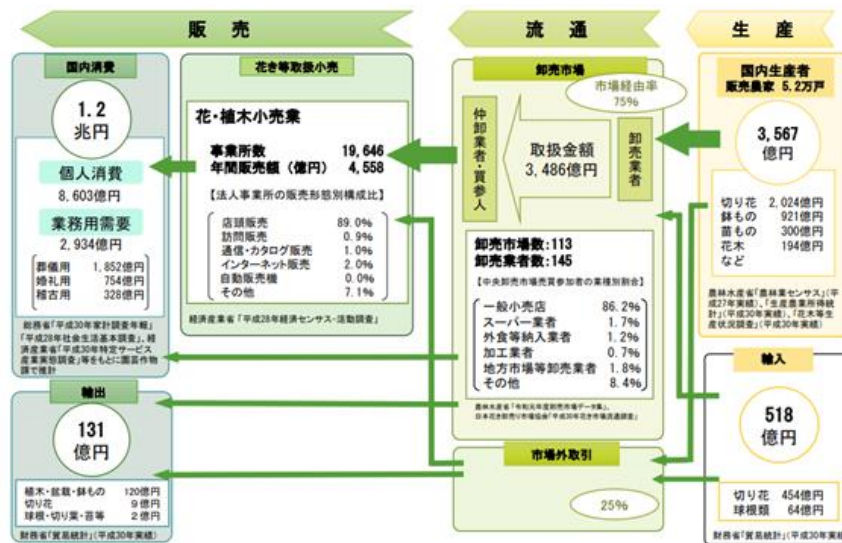 販売
流通
生産
国内消費
1.2
兆円
個人消費
8,603億円
業務用需要
2,934億円
葬儀用 1,852億円
婚礼用 754億円
稽古用 328億円
総務省「平成30年家計調査年報」
「平成28年社会生活基本調査」、経
済産業省「平成30年特定サービス
産業実態調査」等をもとに園芸作物
課で推計
輸出
131
億円
植木・盆栽・鉢もの 120億円
切り花 9億円
球根・切り葉・苔等 2億円
財務省「貿易統計」(平成30年実績)
花き等取扱小売
花・植木小売業
事業所数 19,646
年間販売額(億円) 4,558
【法人事業所の販売形態別構成比】
店頭販売 89.0%
訪問販売 0.9%
通信・カタログ販売 1.0%
インターネット販売 2.0%
自動販売機 0.0%
その他 7.1%
経済産業省「平成28年経済センサス-活動調査」
卸売市場
市場経由率
75%
仲卸業者・買参人
取扱金額
3,486億円
卸売業者
卸売市場数:113
卸売業者数:145
【中央卸売市場売買参加者の業種別割合】
一般小売店 86.2%
スーパー業者 1.7%
外食等納入業者 1.2%
加工業者 0.7%
地方市場等卸売業者 1.8%
その他 8.4%
農林水産省「令和元年度卸売市場データ集」、
日本花き卸売市場協会「平成30年花き市場流通調査」
市場外取引
25%
国内生産者
販売農家 5.2万戸
3,567
億円
切り花 2,024億円
鉢もの 921億円
苗もの 300億円
花木 194億円
など
農林水産省「農林業センサス」(平
成27年実績)、「生産農業所得統
計」(平成30年実績)、「花木等生
産状況調査」(平成30年実績)
輸入
518
億円
切り花 454億円
球根類 64億円
財務省「貿易統計」(平成30年実績